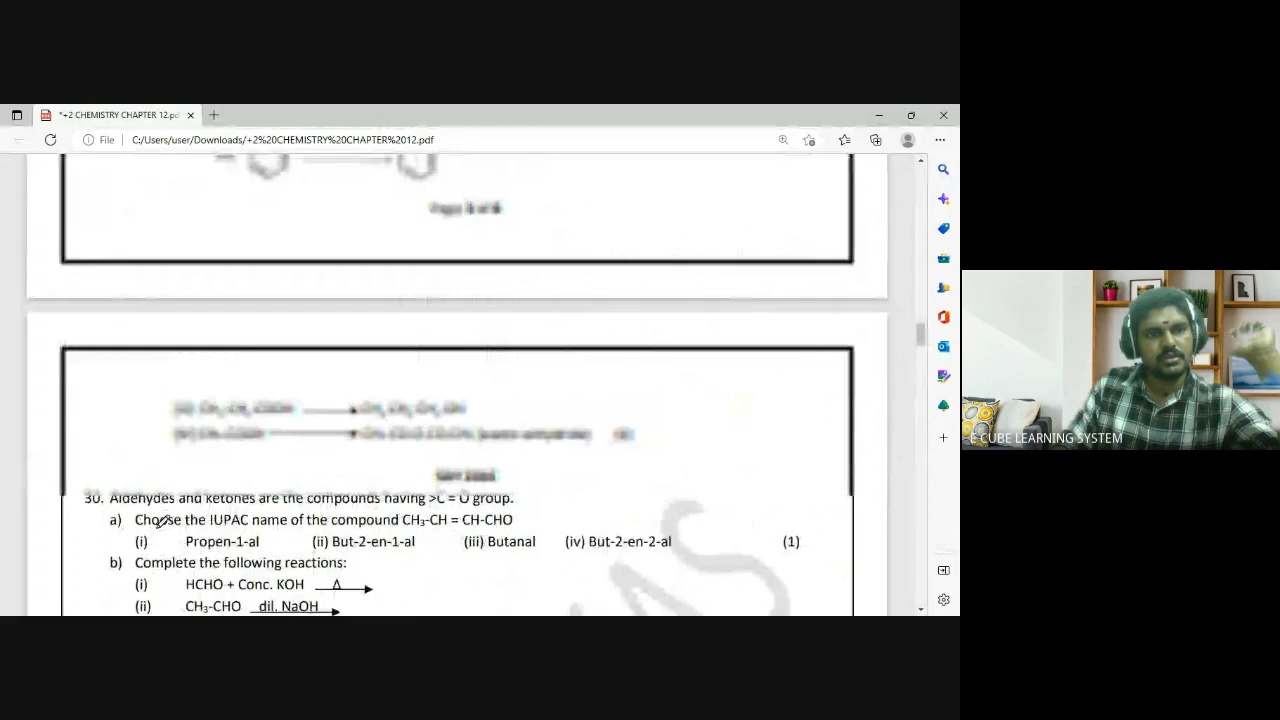 *+2 CHEMISTRY CHAPTER 12.pd
File C:/Users/user/Downloads/+2%20CHEMISTRY%20CHAPTER%2012.pdf
30. Aldehydes and ketones are the compounds having >C = O group.
a) Choose the IUPAC name of the compound CH₃-CH = CH-CHO
(i) Propen-1-al (ii) But-2-en-1-al (iii) Butanal (iv) But-2-en-2-al (1)
b) Complete the following reactions:
(i) HCHO + Conc. KOH Δ
(ii) CH₃-CHO dil. NaOH
E CUBE LEARNING SYSTEM